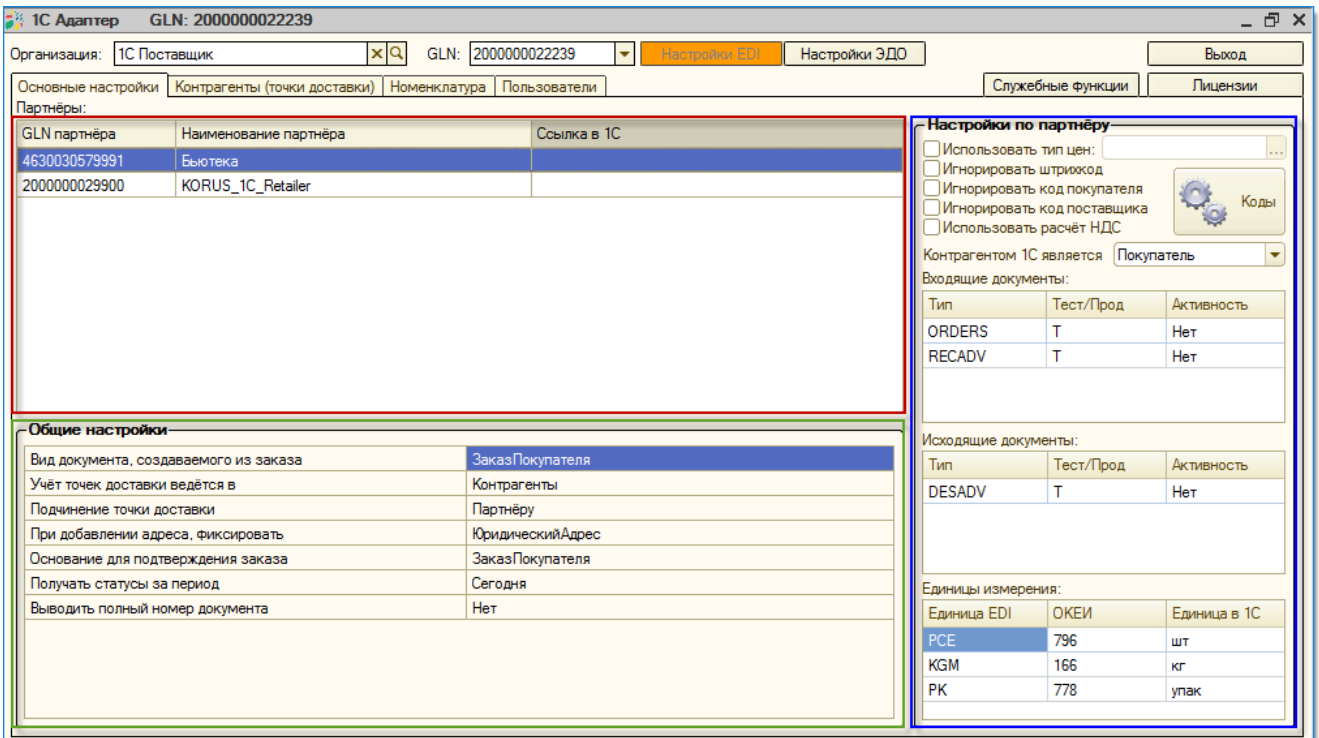 1С Адаптер GLN: 2000000022239
Организация: 1С Поставщик GLN: 2000000022239 Настройки EDI Настройки ЭДО Выход
Основные настройки Контрагенты (точки доставки) Номенклатура Пользователи Служебные функции Лицензии
Партнёры:
GLN партнёра Наименование партнёра Ссылка в 1С
4630030579991 Бьютека
2000000029900 KORUS_1C_Retailer
Общие настройки
Вид документа, создаваемого из заказа ЗаказПокупателя
Учёт точек доставки ведётся в Контрагенты
Подчинение точки доставки Партнёру
При добавлении адреса, фиксировать ЮридическийАдрес
Основание для подтверждения заказа ЗаказПокупателя
Получать статусы за период Сегодня
Выводить полный номер документа Нет
Настройки по партнёру
Использовать тип цен: ...
Игнорировать штрихкод
Игнорировать код покупателя
Игнорировать код поставщика
Использовать расчёт НДС
Коды
Контрагентом 1С является Покупатель
Входящие документы:
Тип Тест/Прод Активность
ORDERS Т Нет
RECADV Т Нет
Исходящие документы:
Тип Тест/Прод Активность
DESADV Т Нет
Единицы измерения:
Единица EDI ОКЕИ Единица в 1С
PCE 796 шт
KGM 166 кг
PK 778 упак